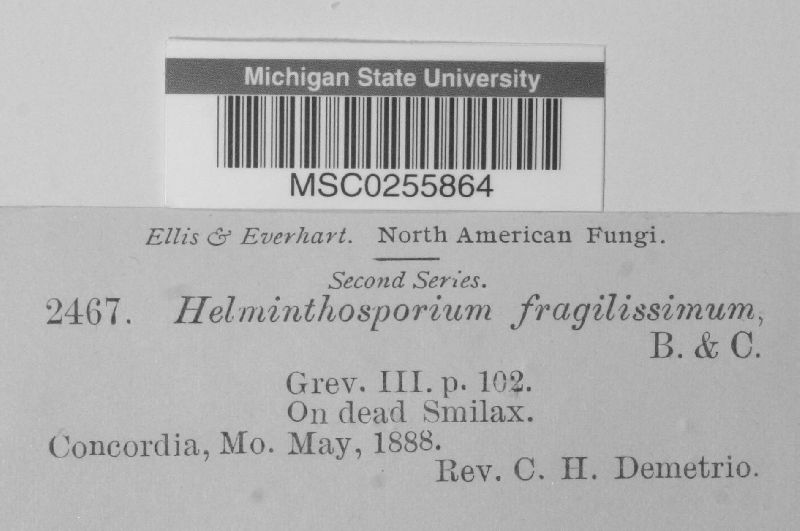 Michigan State University
MSC0255864
Ellis & Everhart. North American Fungi.
Second Series.
2467. Helminthosporium fragilissimum,
B. & C.
Grev. III. p. 102.
On dead Smilax.
Concordia, Mo. May, 1888.
Rev. C. H. Demetrio.